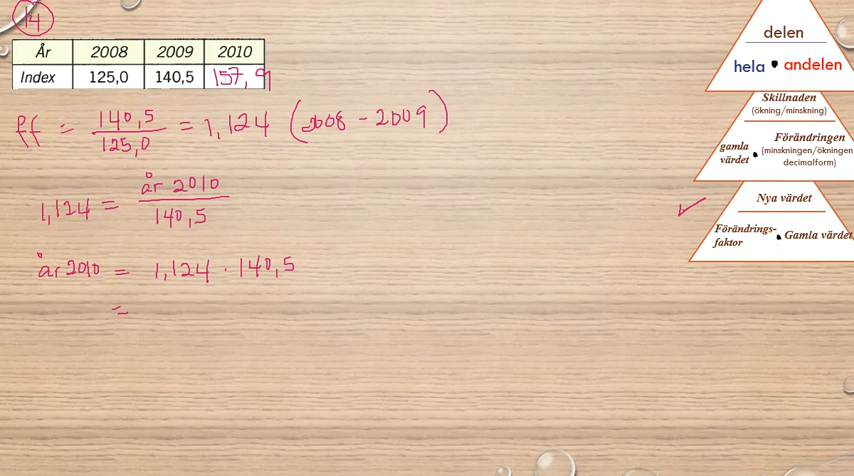 14
År 2008 2009 2010
Index 125,0 140,5 157,9
ff = 140,5 / 125,0 = 1,124 (2008 - 2009)
1,124 = år 2010 / 140,5
år 2010 = 1,124 · 140,5
=
delen
hela • andelen
Skillnaden
(ökning/minskning)
gamla värdet • Förändringen
(minskningen/ökningen
decimalform)
Nya värdet
Förändrings-
faktor • Gamla värdet